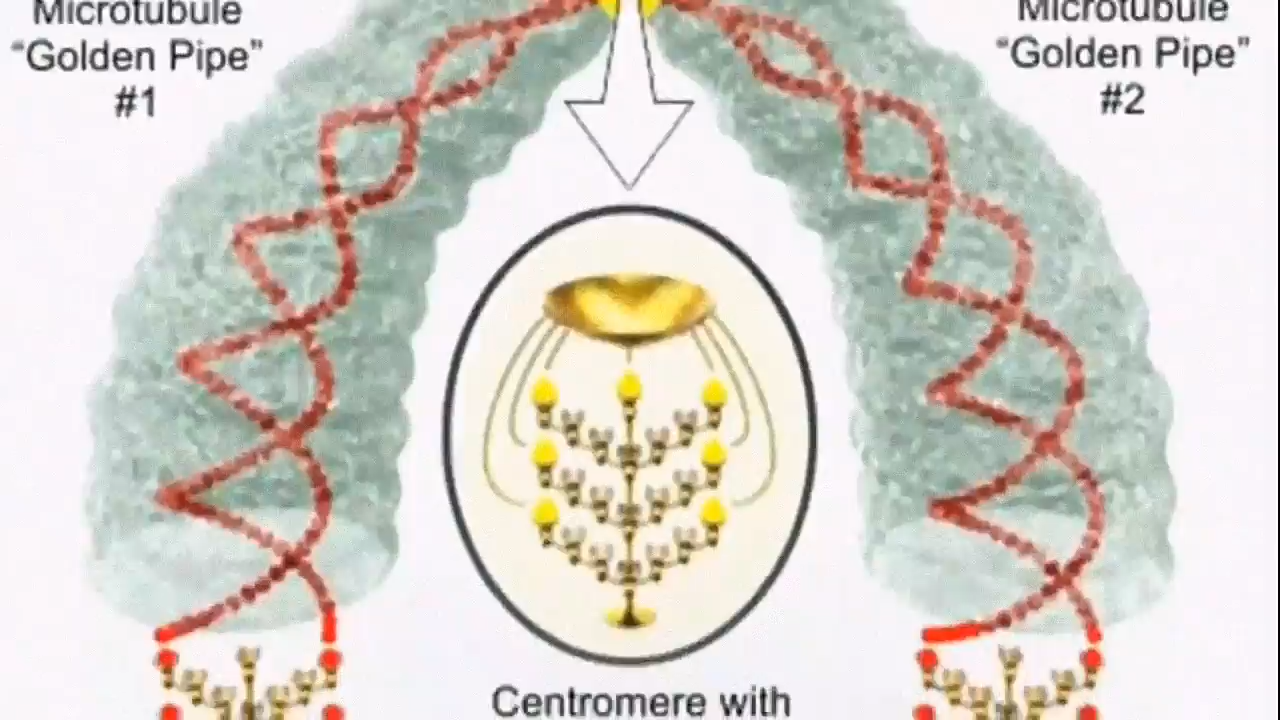 Microtubule
“Golden Pipe”
#1
Microtubule
“Golden Pipe”
#2
Centromere with